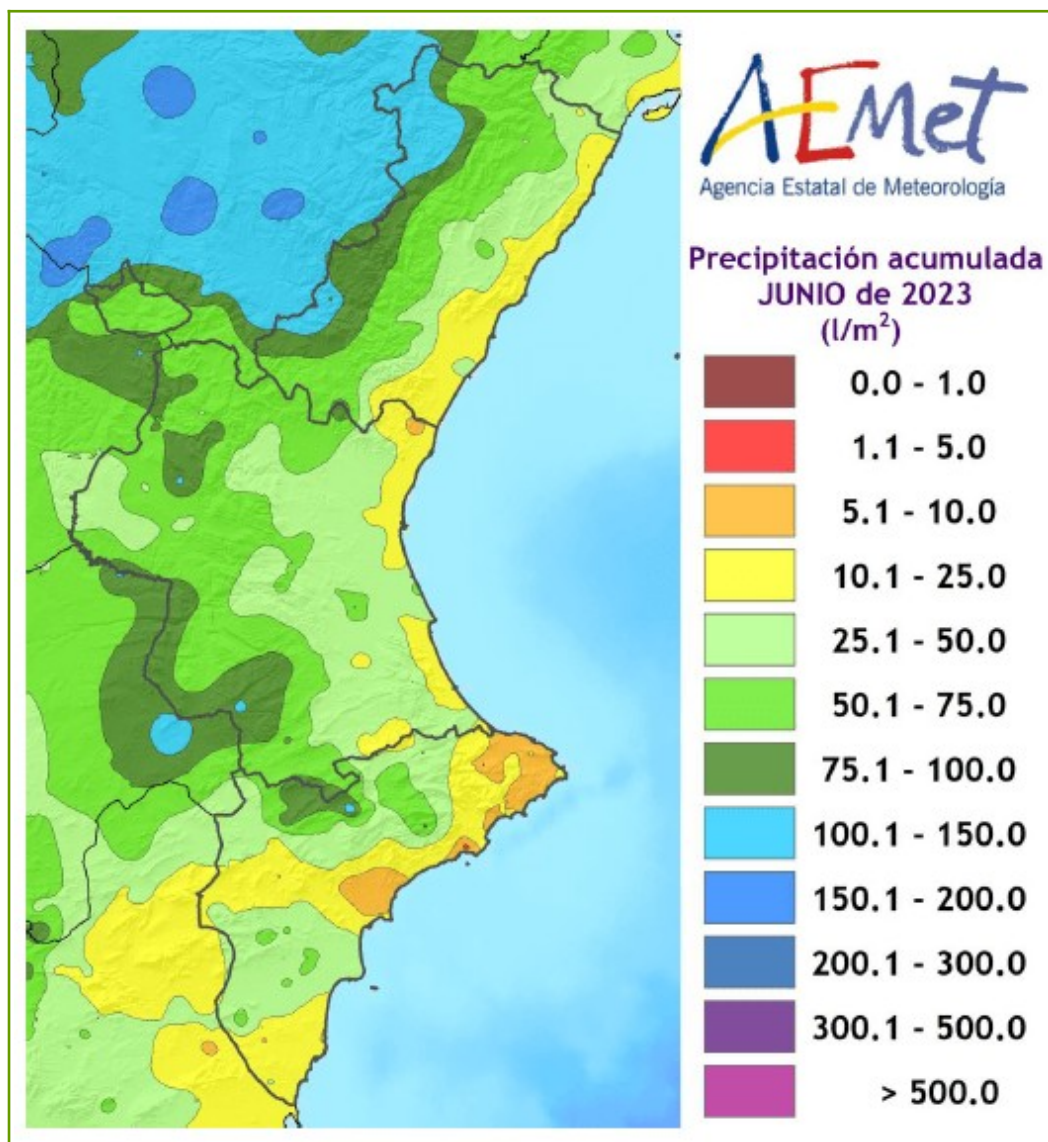 AEMet
Agencia Estatal de Meteorología
Precipitación acumulada
JUNIO de 2023
(l/m²)
0.0 - 1.0
1.1 - 5.0
5.1 - 10.0
10.1 - 25.0
25.1 - 50.0
50.1 - 75.0
75.1 - 100.0
100.1 - 150.0
150.1 - 200.0
200.1 - 300.0
300.1 - 500.0
> 500.0